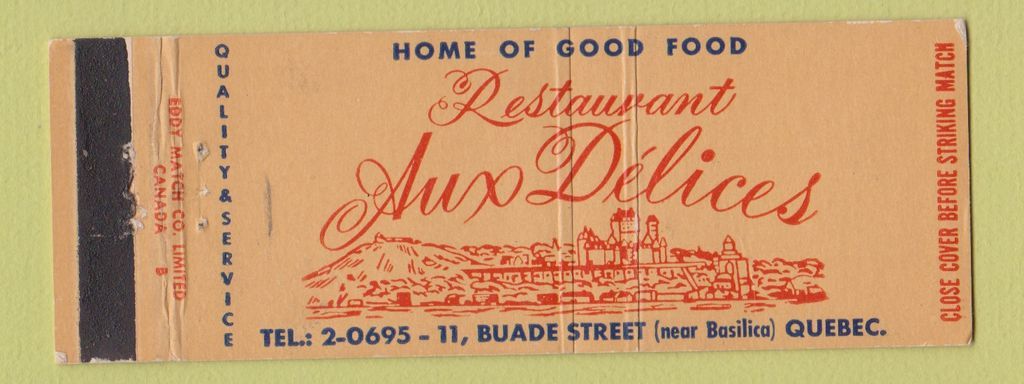 HOME OF GOOD FOOD
Restaurant
Aux Délices
TEL.: 2-0695 - 11, BUADE STREET (near Basilica) QUEBEC.
QUALITY & SERVICE
EDDY MATCH CO. LIMITED
CANADA B
CLOSE COVER BEFORE STRIKING MATCH